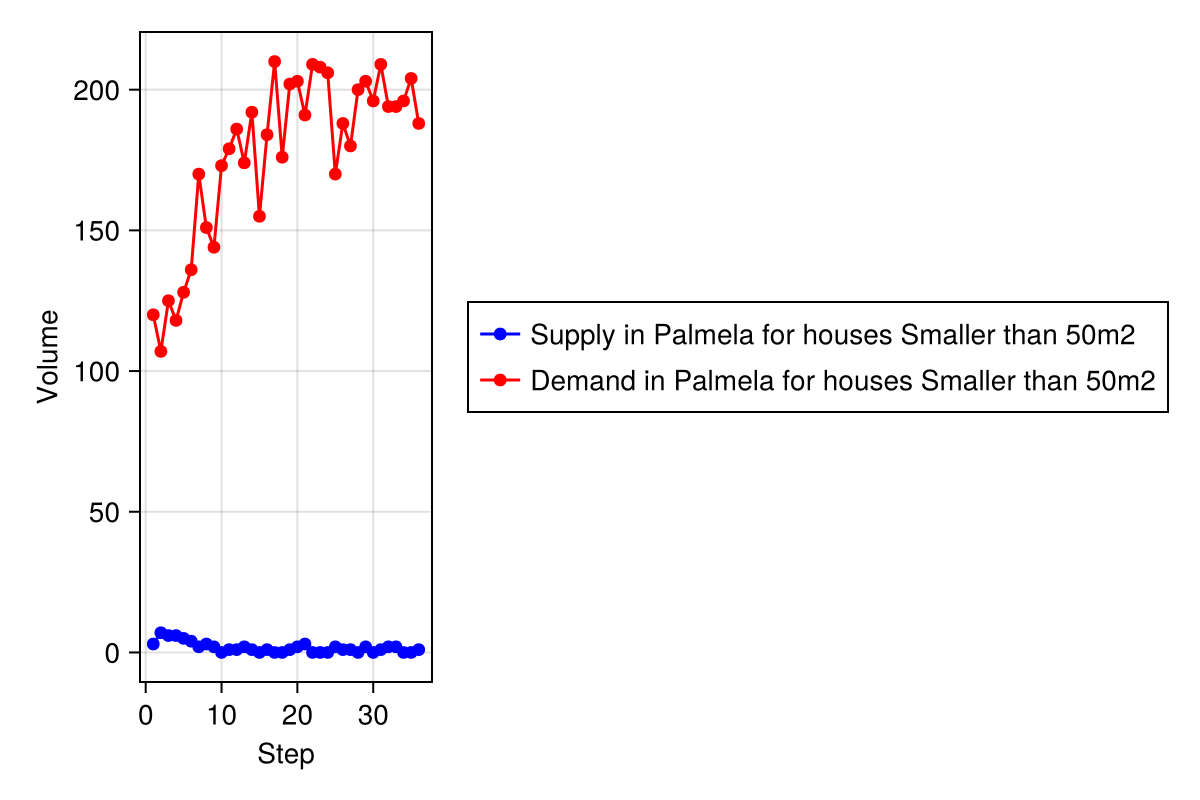 200
150
100
50
0
Volume
0 10 20 30
Step
Supply in Palmela for houses Smaller than 50m2
Demand in Palmela for houses Smaller than 50m2